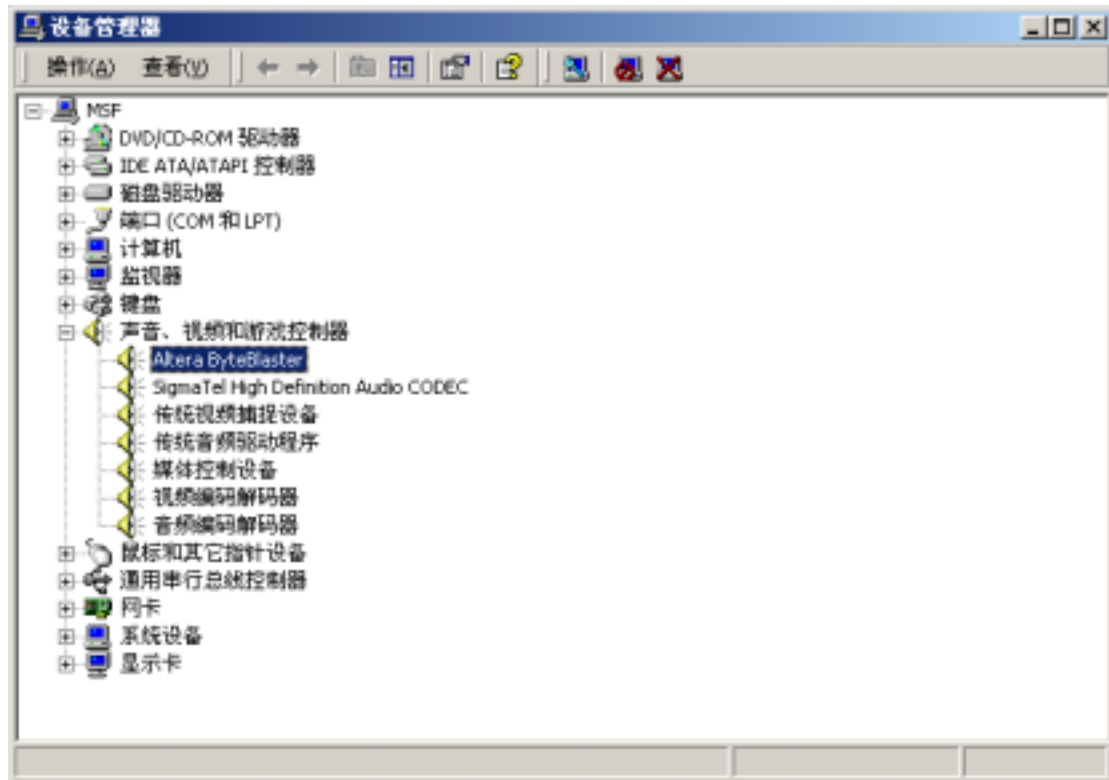 设备管理器
操作(A) 查看(V)
MSF
DVD/CD-ROM 驱动器
IDE ATA/ATAPI 控制器
磁盘驱动器
端口 (COM 和 LPT)
计算机
监视器
键盘
声音、视频和游戏控制器
Altera ByteBlaster
SigmaTel High Definition Audio CODEC
传统视频捕捉设备
传统音频驱动程序
媒体控制设备
视频编码解码器
音频编码解码器
鼠标和其它指针设备
通用串行总线控制器
网卡
系统设备
显示卡